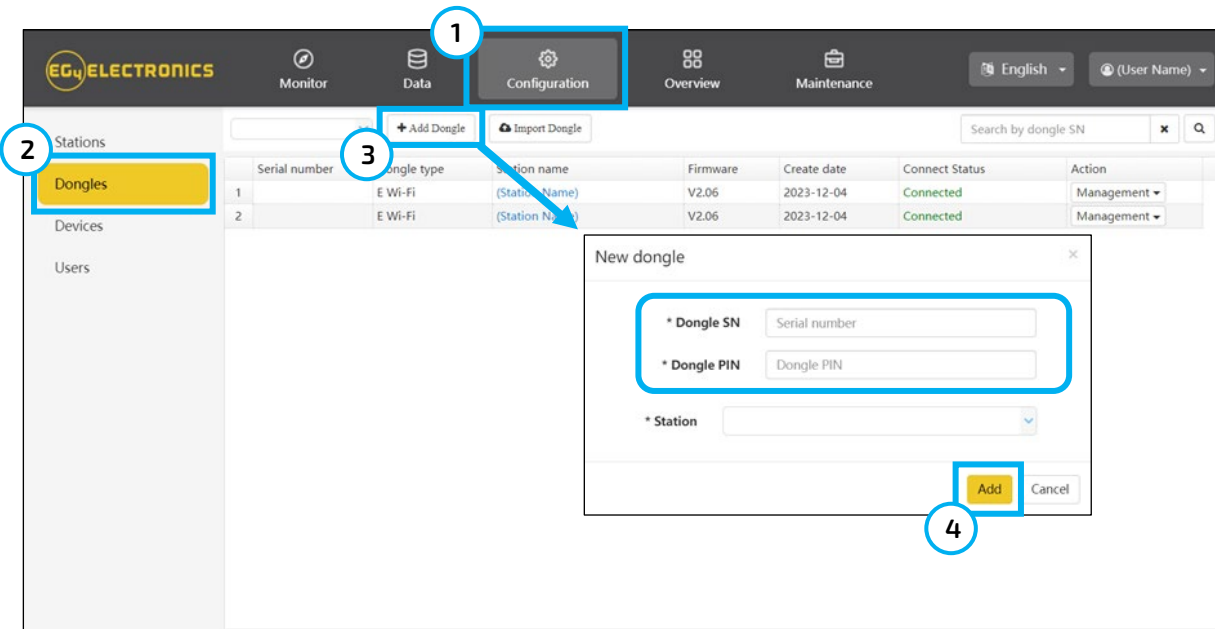 1
EG4 ELECTRONICS
Monitor
Data
Configuration
Overview
Maintenance
English
(User Name)
2
Stations
Dongles
Devices
Users
+ Add Dongle
Import Dongle
Search by dongle SN
3
Serial number ongle type tion name Firmware Create date Connect Status Action
1 E Wi-Fi (Station Name) V2.06 2023-12-04 Connected Management
2 E Wi-Fi (Station N) V2.06 2023-12-04 Connected Management
New dongle
* Dongle SN Serial number
* Dongle PIN Dongle PIN
* Station
Add Cancel
4